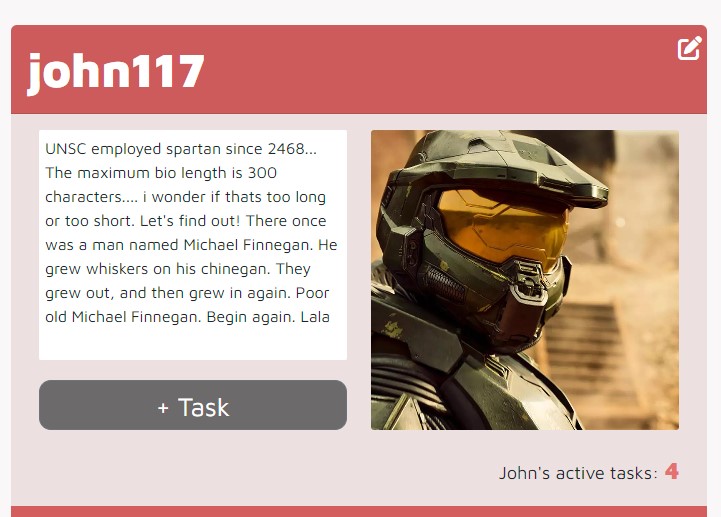 john117
UNSC employed spartan since 2468...
The maximum bio length is 300
characters.... i wonder if thats too long
or too short. Let's find out! There once
was a man named Michael Finnegan. He
grew whiskers on his chinegan. They
grew out, and then grew in again. Poor
old Michael Finnegan. Begin again. Lala
+ Task
John's active tasks: 4